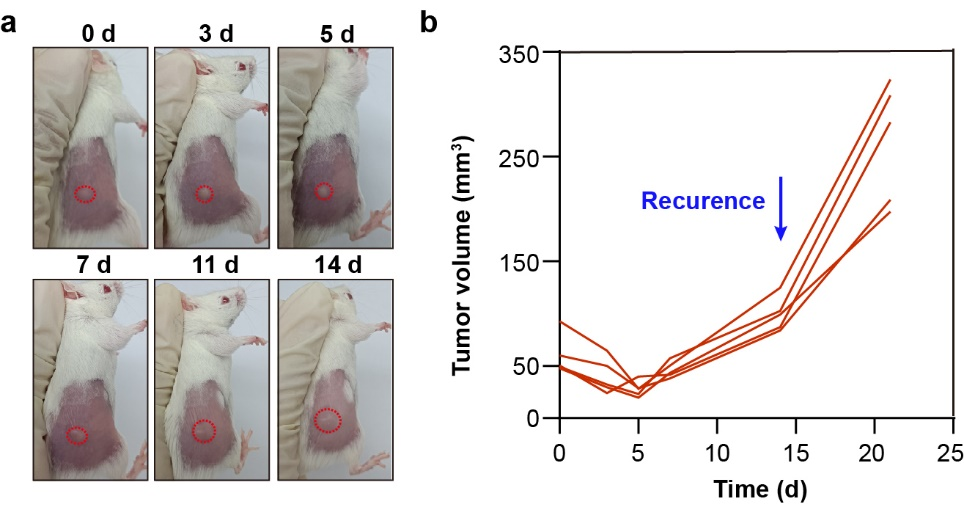 a
0 d 3 d 5 d
7 d 11 d 14 d
b
350
250
150
50
0
Tumor volume (mm³)
Recurence
0 5 10 15 20 25
Time (d)